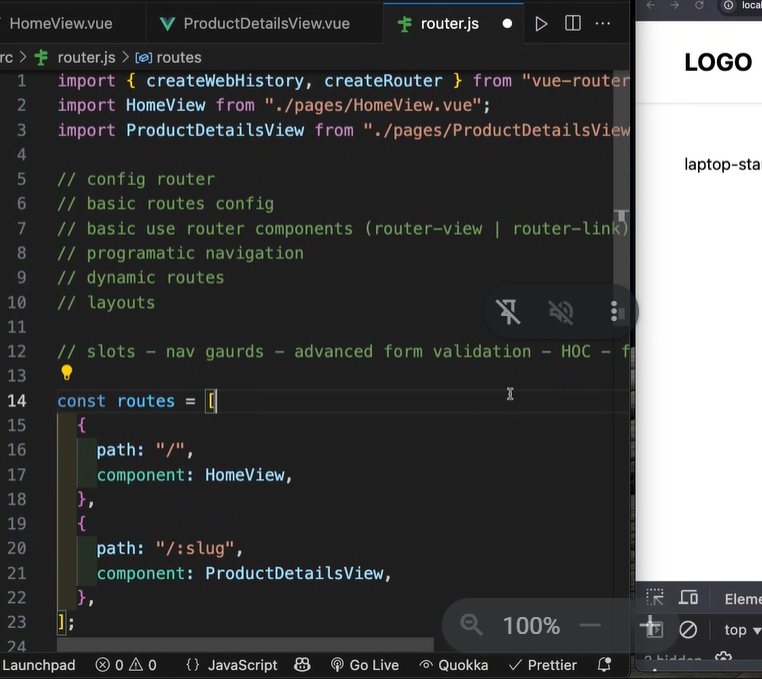 HomeView.vue
ProductDetailsView.vue
router.js
rc > router.js > routes
1 import { createWebHistory, createRouter } from "vue-router
2 import HomeView from "./pages/HomeView.vue";
3 import ProductDetailsView from "./pages/ProductDetailsView
4
5 // config router
6 // basic routes config
7 // basic use router components (router-view | router-link)
8 // programatic navigation
9 // dynamic routes
10 // layouts
11
12 // slots - nav gaurds - advanced form validation - HOC - f
13
14 const routes = [
15 {
16 path: "/",
17 component: HomeView,
18 },
19 {
20 path: "/:slug",
21 component: ProductDetailsView,
22 },
23 ];
24
100%
Launchpad 0 0 {} JavaScript Go Live Quokka Prettier
local
LOGO
laptop-sta
Eleme
top
2 hidden